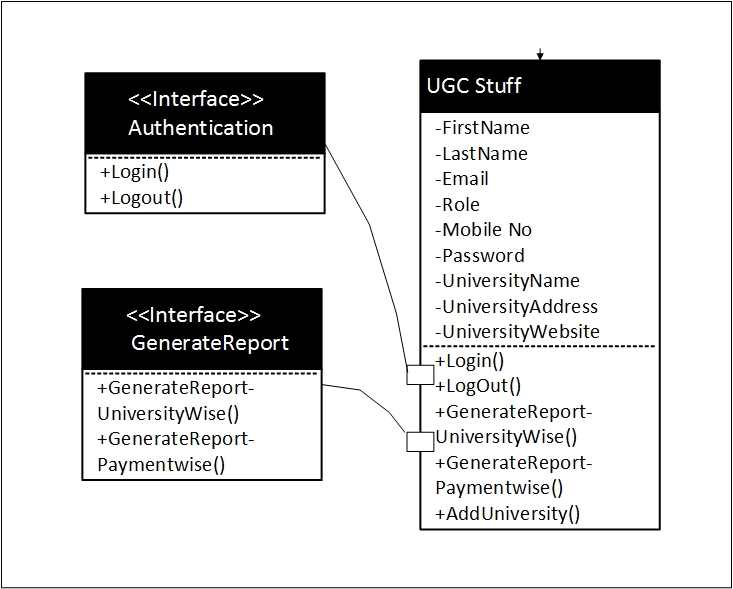 <<Interface>>
Authentication
+Login()
+Logout()
<<Interface>>
GenerateReport
+GenerateReport-
UniversityWise()
+GenerateReport-
Paymentwise()
UGC Stuff
-FirstName
-LastName
-Email
-Role
-Mobile No
-Password
-UniversityName
-UniversityAddress
-UniversityWebsite
+Login()
+LogOut()
+GenerateReport-
UniversityWise()
+GenerateReport-
Paymentwise()
+AddUniversity()